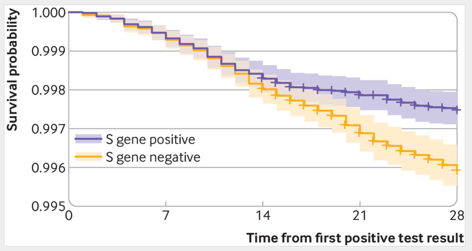 Survival probability
1.000
0.999
0.998
0.997
0.996
0.995
S gene positive
S gene negative
0 7 14 21 28
Time from first positive test result